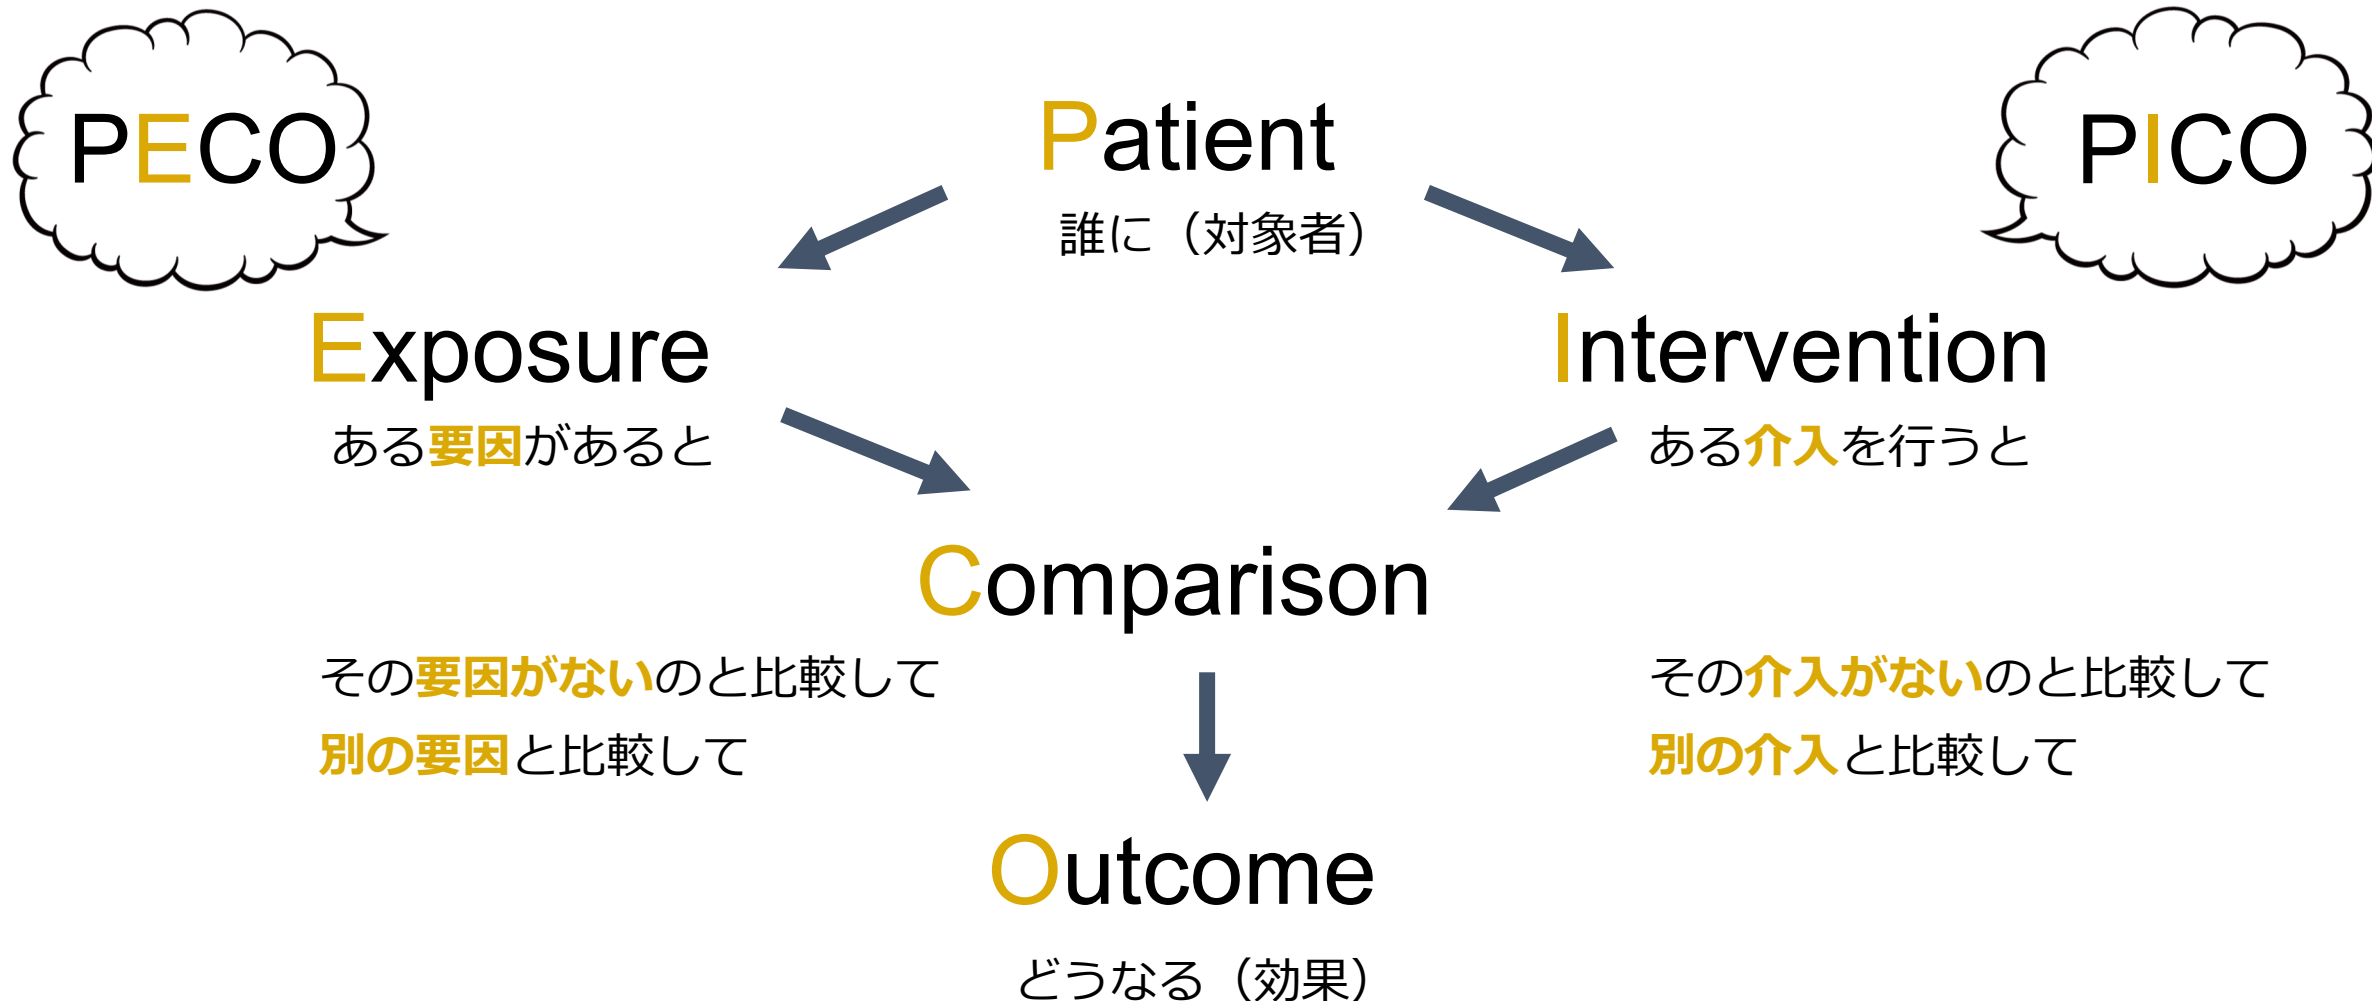 PECO
PICO
Patient
誰に（対象者）
Exposure
ある要因があると
Intervention
ある介入を行うと
Comparison
その要因がないのと比較して
別の要因と比較して
その介入がないのと比較して
別の介入と比較して
Outcome
どうなる（効果）